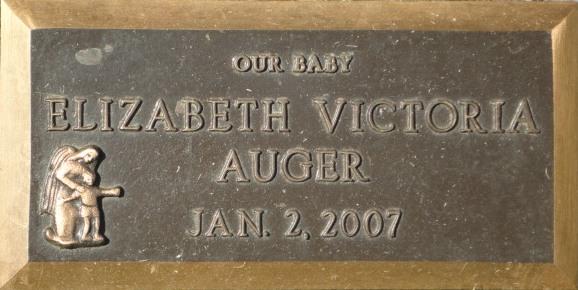 OUR BABY
ELIZABETH VICTORIA
AUGER
JAN. 2, 2007